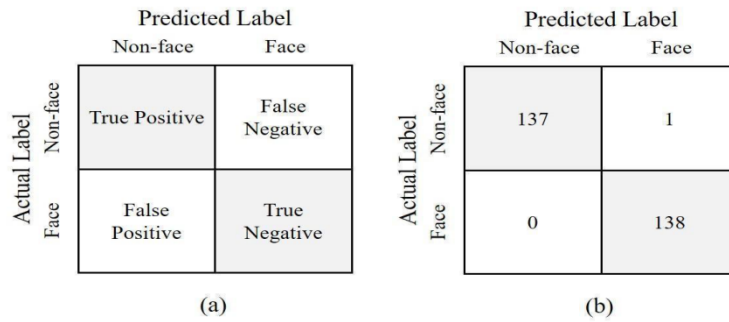 Predicted Label
Non-face Face
Actual Label
Non-face
Face
True Positive
False
Negative
False
Positive
True
Negative
(a)
Predicted Label
Non-face Face
Actual Label
Non-face
Face
137 1
0 138
(b)